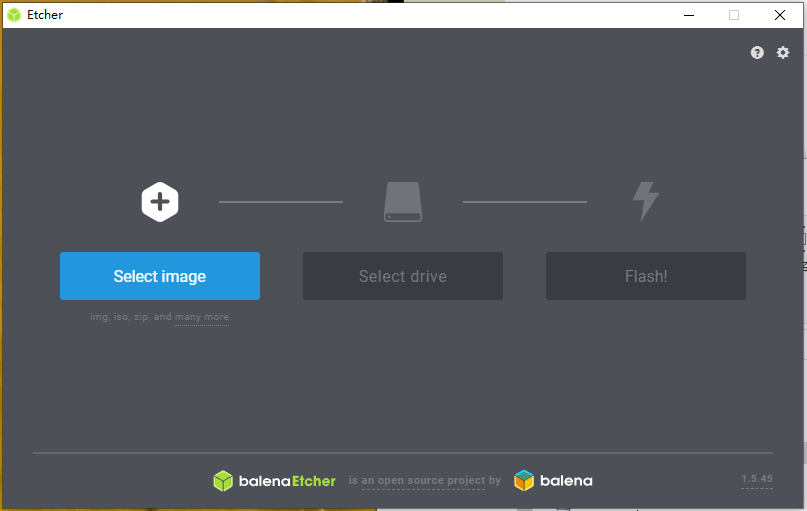 Etcher
Select image
Select drive
Flash!
img, iso, zip, and many more
balenaEtcher is an open source project by balena
1.5.45